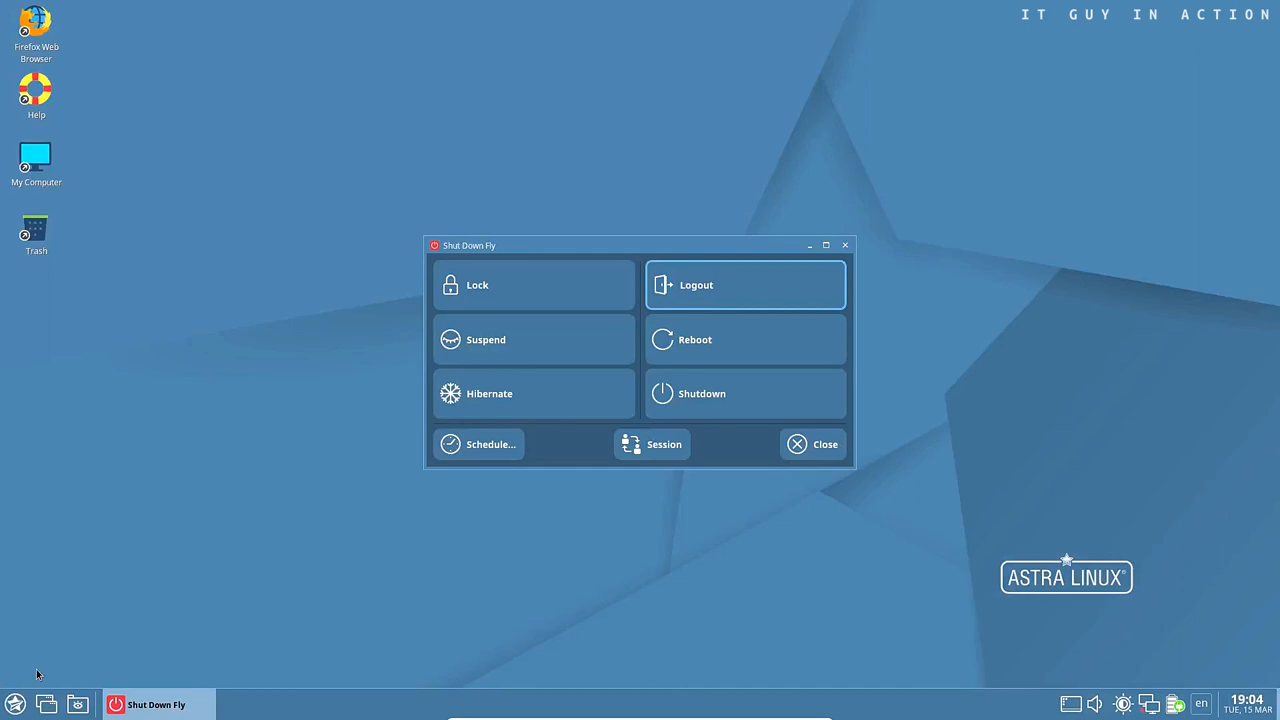 IT GUY IN ACTION
Firefox Web
Browser
Help
My Computer
Trash
Shut Down Fly
Lock
Logout
Suspend
Reboot
Hibernate
Shutdown
Schedule...
Session
Close
ASTRA LINUX®
Shut Down Fly
en
19:04
TUE, 15 MAR